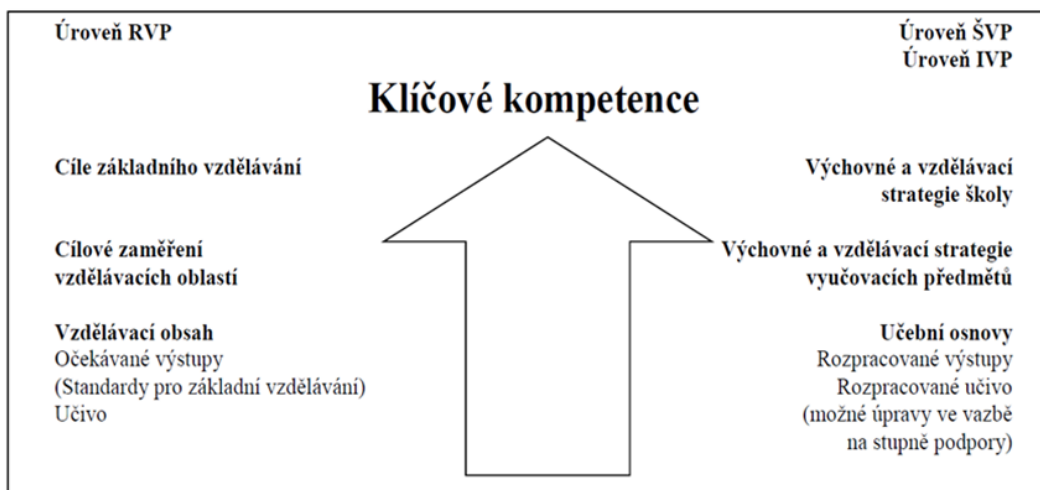 Úroveň RVP
Úroveň ŠVP
Úroveň IVP
Klíčové kompetence
Cíle základního vzdělávání
Výchovné a vzdělávací
strategie školy
Cílové zaměření
vzdělávacích oblastí
Výchovné a vzdělávací strategie
vyučovacích předmětů
Vzdělávací obsah
Očekávané výstupy
(Standardy pro základní vzdělávání)
Učivo
Učební osnovy
Rozpracované výstupy
Rozpracované učivo
(možné úpravy ve vazbě
na stupně podpory)